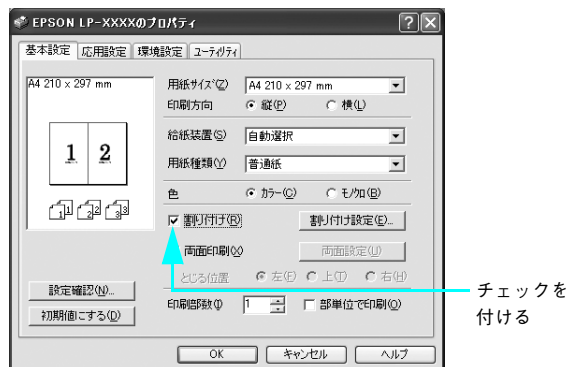 EPSON LP-XXXXのプロパティ
基本設定 応用設定 環境設定 ユーティリティ
A4 210 x 297 mm
1 2
1 1 2 2 3 3
設定確認(N)...
初期値にする(D)
用紙サイズ(Z) A4 210 x 297 mm
印刷方向 縦(P) 横(L)
給紙装置(S) 自動選択
用紙種類(Y) 普通紙
色 カラー(C) モノクロ(B)
割り付け(R) 割り付け設定(E)...
両面印刷(X) 両面設定(U)
とじる位置 左(F) 上(T) 右(H)
印刷部数(I) 1 部単位で印刷(O)
OK キャンセル ヘルプ
チェックを
付ける